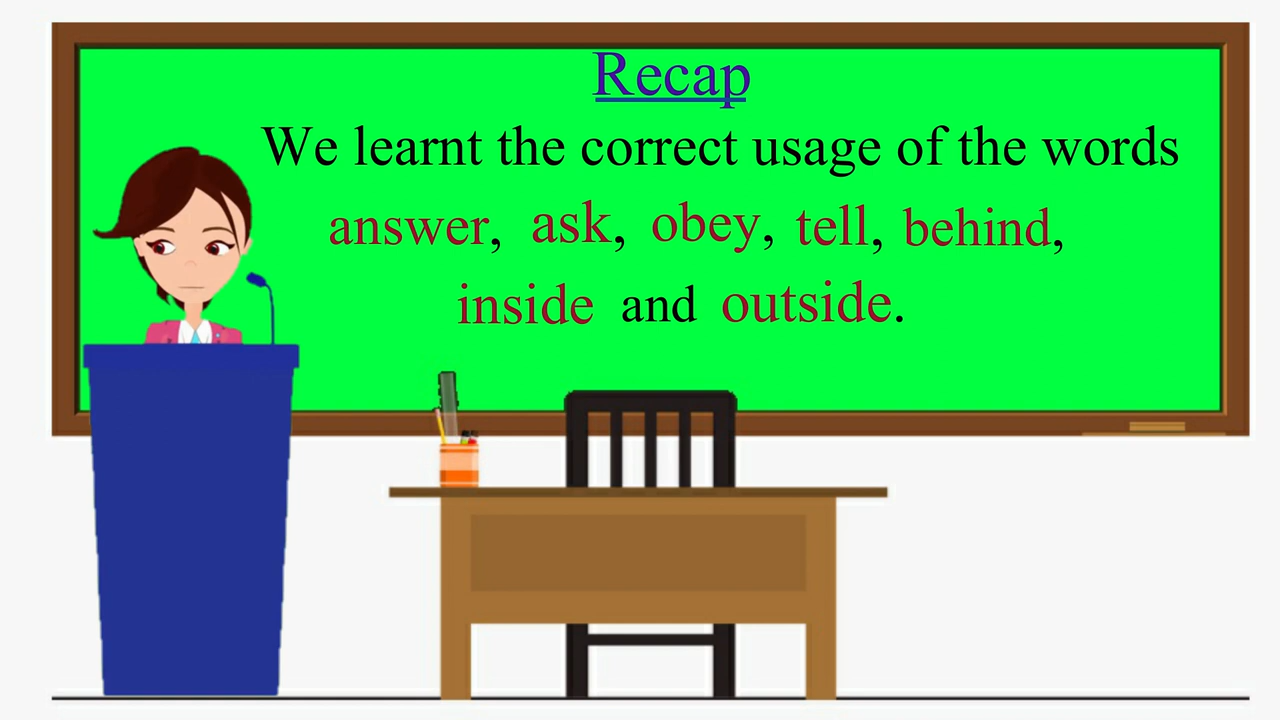 Recap
We learnt the correct usage of the words
answer, ask, obey, tell, behind,
inside and outside.